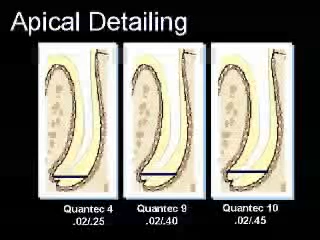 Apical Detailing
Quantec 4
.02/.25
Quantec 9
.02/.40
Quantec 10
.02/.45